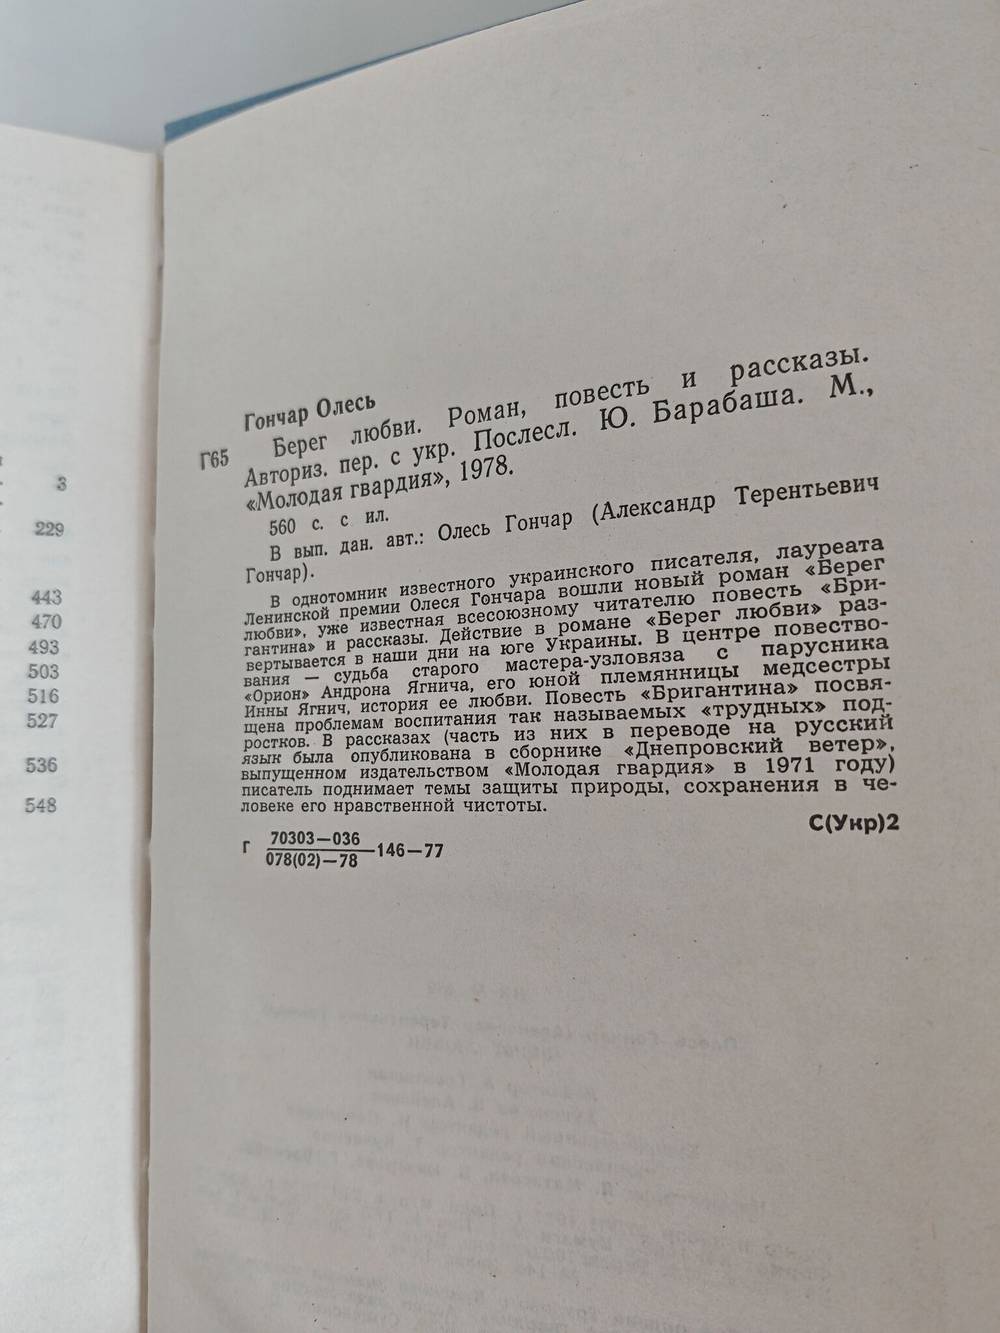 3
229
443
470
493
503
516
527
536
548
Гончар Олесь
Г65 Берег любви. Роман, повесть и рассказы.
Авториз. пер. с укр. Послесл. Ю. Барабаша. М.,
«Молодая гвардия», 1978.
560 с. с ил.
В вып. дан. авт.: Олесь Гончар (Александр Терентьевич
Гончар).
В однотомник известного украинского писателя, лауреата
Ленинской премии Олеся Гончара вошли новый роман «Берег
любви», уже известная всесоюзному читателю повесть «Бри-
гантина» и рассказы. Действие в романе «Берег любви» раз-
вертывается в наши дни на юге Украины. В центре повество-
вания — судьба старого мастера-узловяза с парусника
«Орион» Андрона Ягнича, его юной племянницы медсестры
Инны Ягнич, история ее любви. Повесть «Бригантина» посвя-
щена проблемам воспитания так называемых «трудных» под-
ростков. В рассказах (часть из них в переводе на русский
язык была опубликована в сборнике «Днепровский ветер»,
выпущенном издательством «Молодая гвардия» в 1971 году)
писатель поднимает темы защиты природы, сохранения в че-
ловеке его нравственной чистоты.
Г 70303—036
078(02)—78 —146—77
С(Укр)2